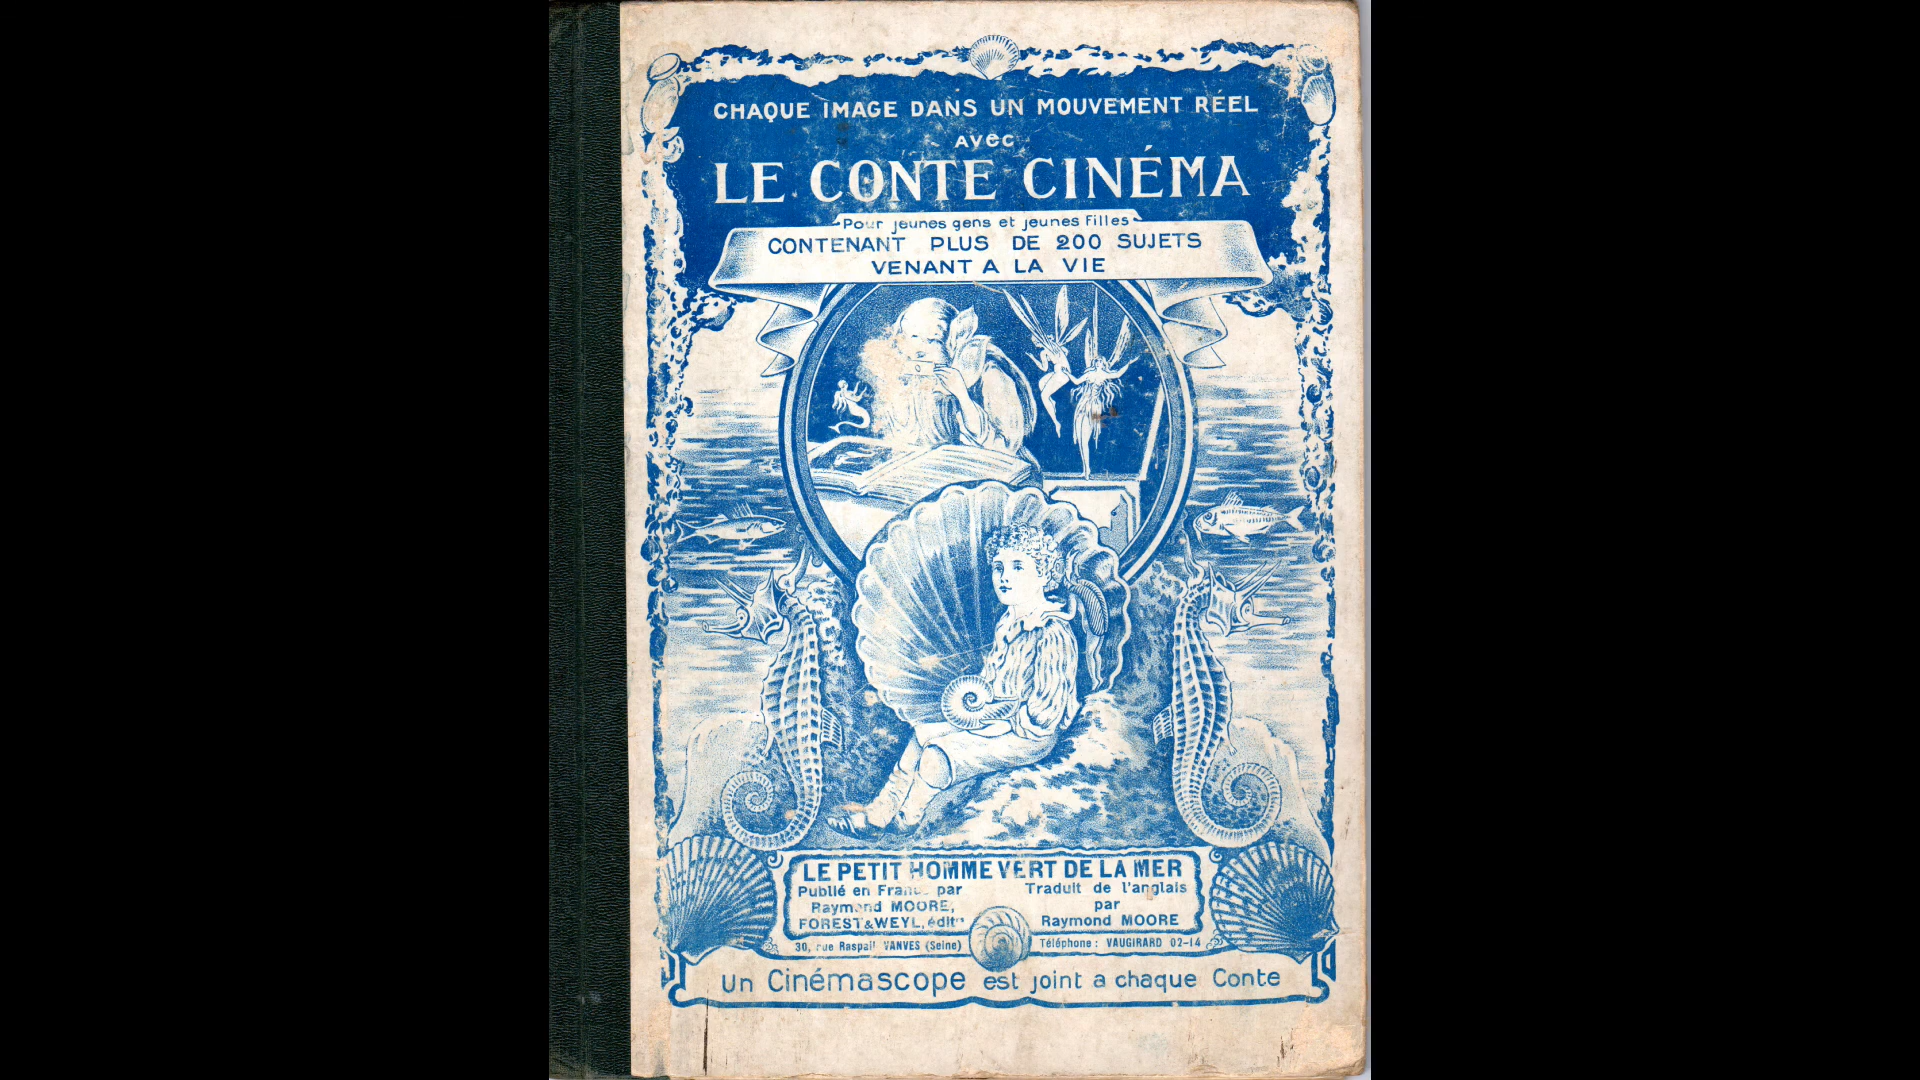 CHAQUE IMAGE DANS UN MOUVEMENT RÉEL
avec
LE CONTE CINÉMA
Pour jeunes gens et jeunes Filles
CONTENANT PLUS DE 200 SUJETS
VENANT A LA VIE
LE PETIT HOMME VERT DE LA MER
Publié en France par
Raymond MOORE,
FOREST & WEYL, édit
Traduit de l'anglais
par
Raymond MOORE
30, rue Raspail VANVES (Seine)
Téléphone : VAUGIRARD 02-14
Un Cinémascope est joint a chaque Conte